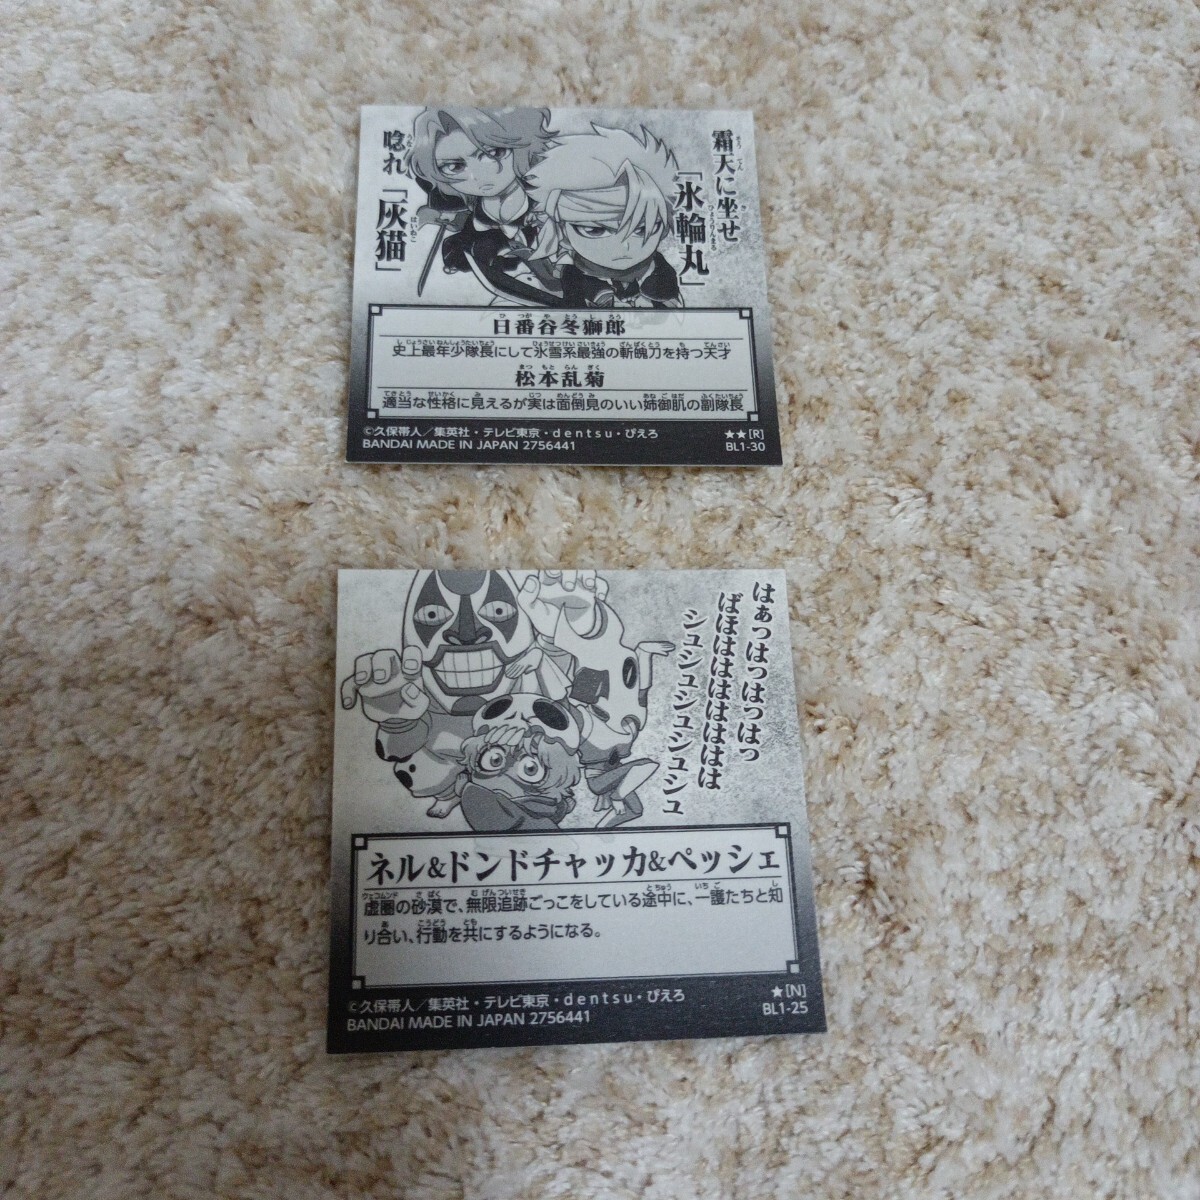 霜天に坐せ
「氷輪丸」
唸れ
「灰猫」
日番谷冬獅郎
史上最年少隊長にして氷雪系最強の斬魄刀を持つ天才
松本乱菊
適当な性格に見えるが実は面倒見のいい姉御肌の副隊長
©久保帯人／集英社・テレビ東京・dentsu・ぴえろ
BANDAI MADE IN JAPAN 2756441
★★[R]
BL1-30
はぁっはっはっはっ
ばほはははははははは
シュシュシュシュシュ
ネル&ドンドチャッカ&ペッシェ
虚圏の砂漠で、無限追跡ごっこをしている途中に、一護たちと知
り合い、行動を共にするようになる。
©久保帯人／集英社・テレビ東京・dentsu・ぴえろ
BANDAI MADE IN JAPAN 2756441
★[N]
BL1-25